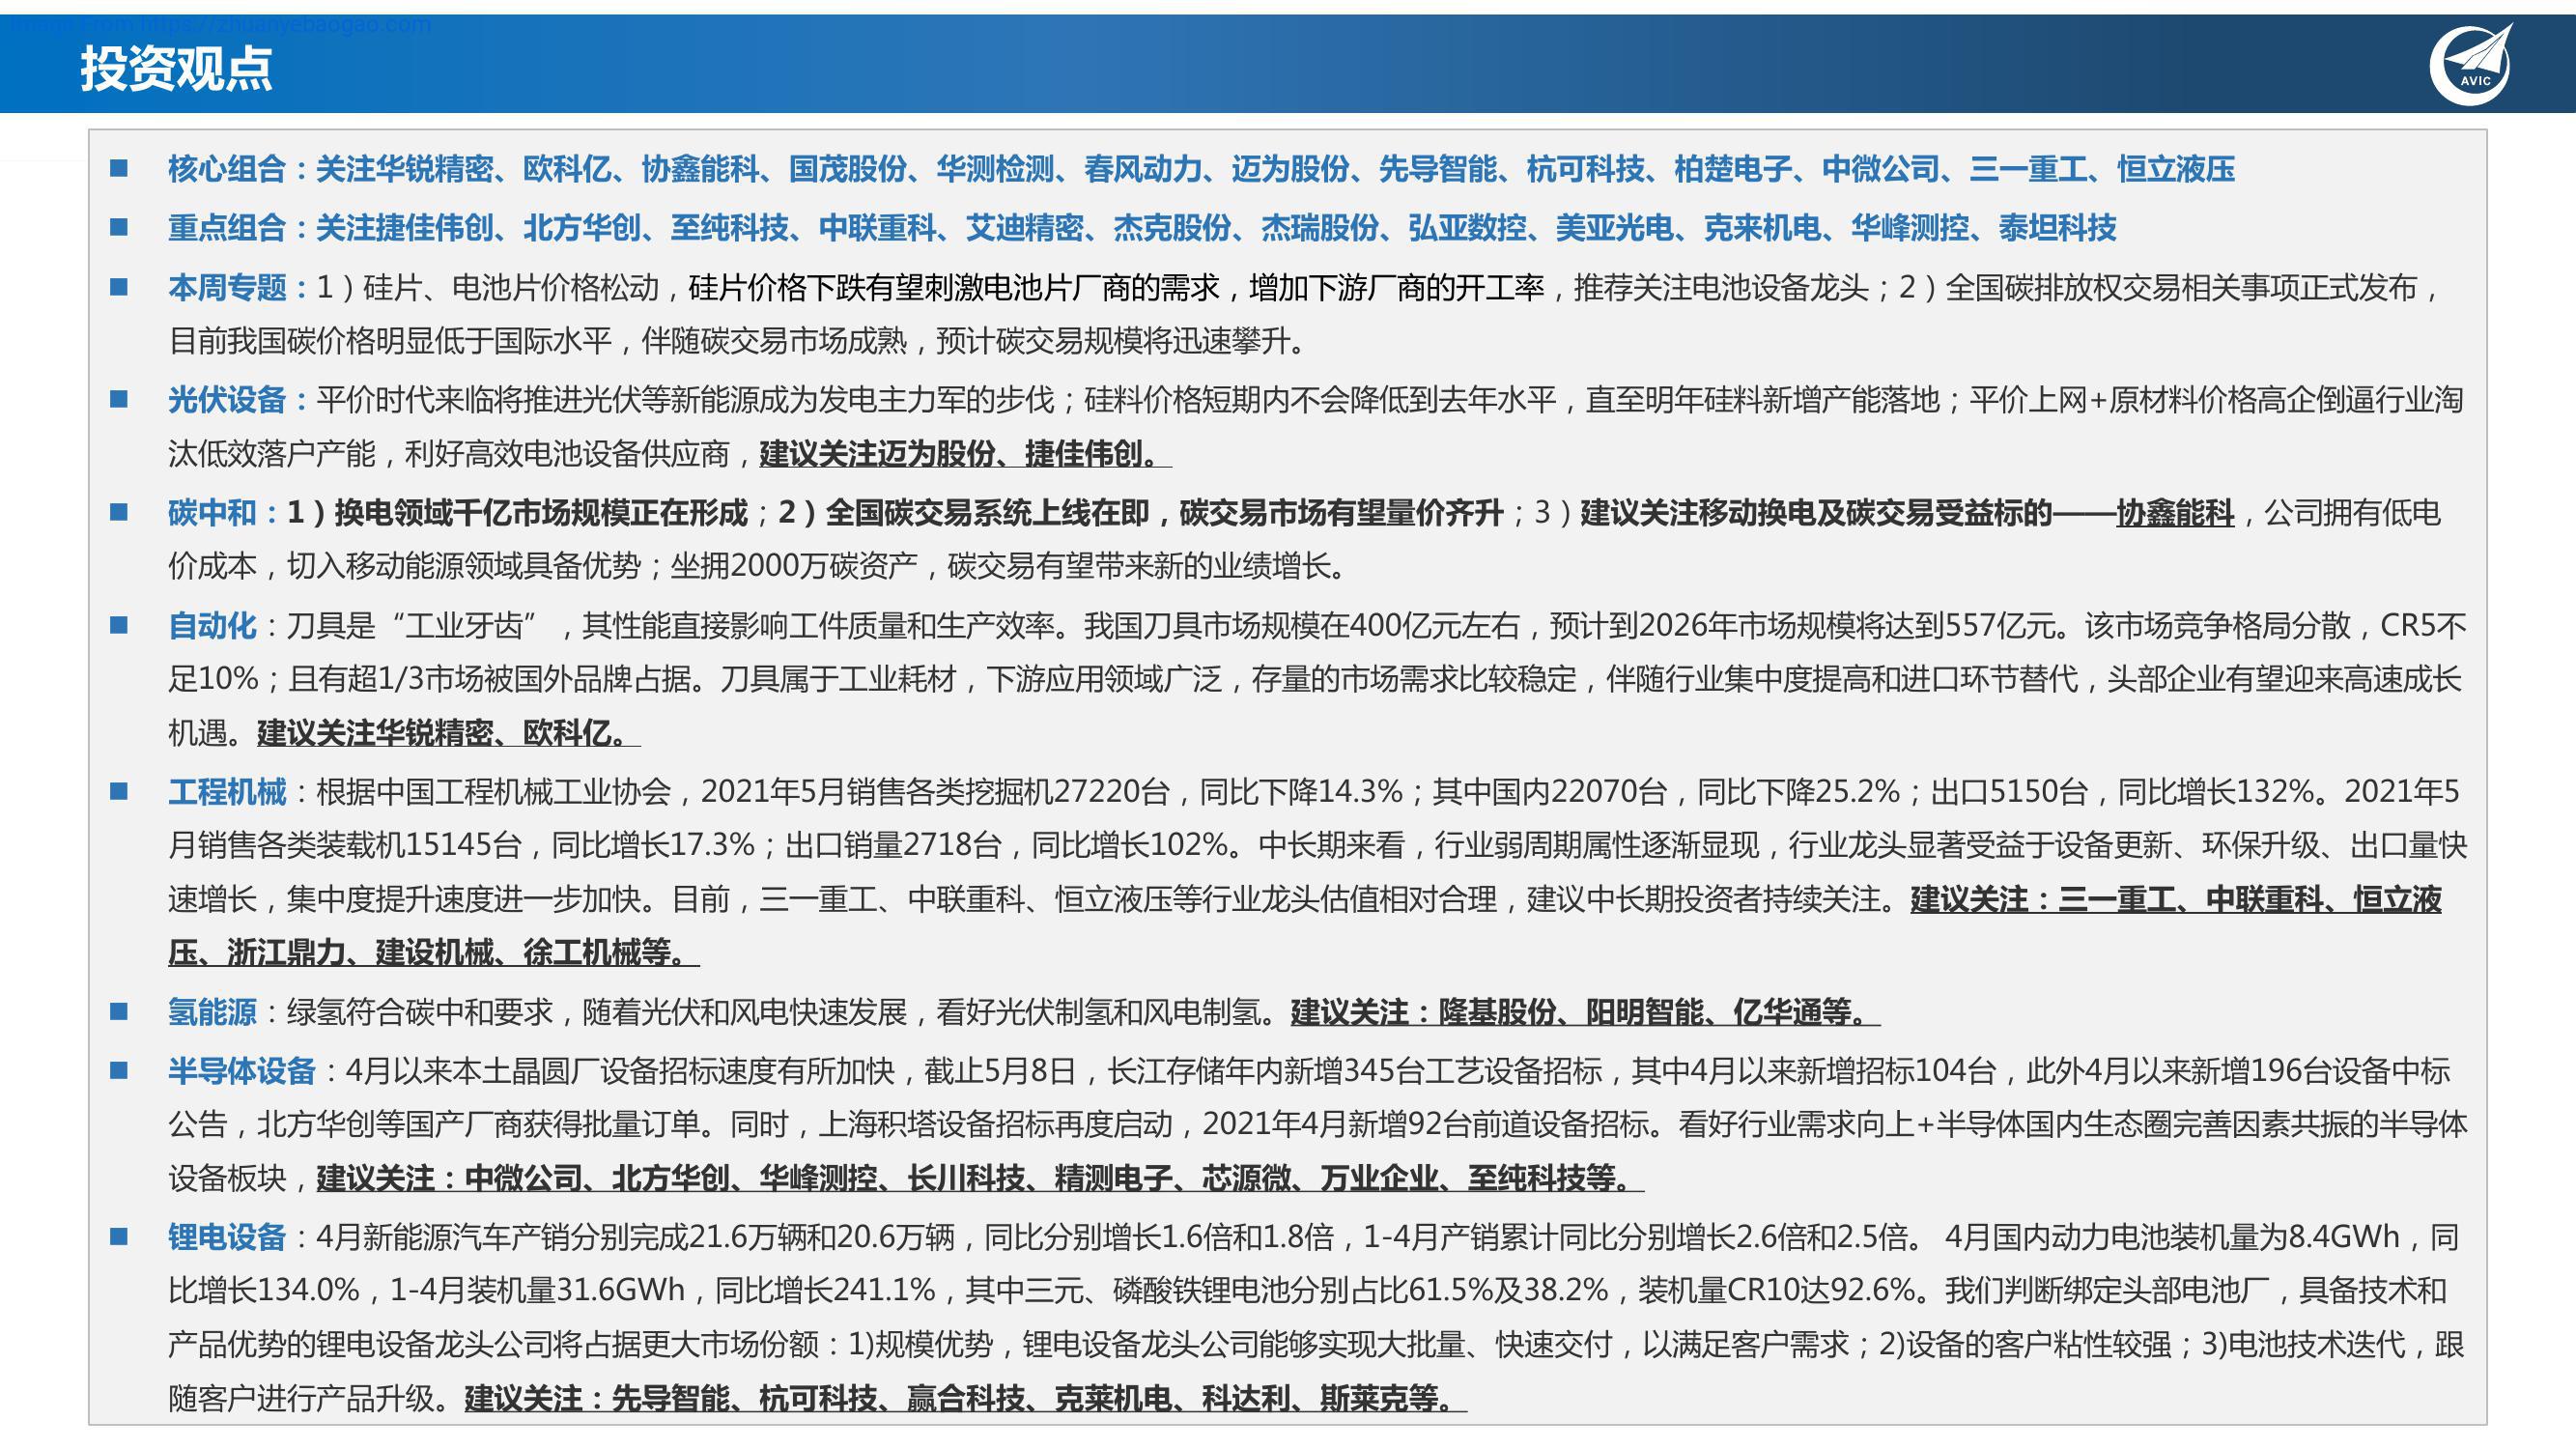 Image From https://zhuanyebaogao.com
投资观点
AVIC
■ 核心组合：关注华锐精密、欧科亿、协鑫能科、国茂股份、华测检测、春风动力、迈为股份、先导智能、杭可科技、柏楚电子、中微公司、三一重工、恒立液压
■ 重点组合：关注捷佳伟创、北方华创、至纯科技、中联重科、艾迪精密、杰克股份、杰瑞股份、弘亚数控、美亚光电、克来机电、华峰测控、泰坦科技
■ 本周专题：1）硅片、电池片价格松动，硅片价格下跌有望刺激电池片厂商的需求，增加下游厂商的开工率，推荐关注电池设备龙头；2）全国碳排放权交易相关事项正式发布，
目前我国碳价格明显低于国际水平，伴随碳交易市场成熟，预计碳交易规模将迅速攀升。
■ 光伏设备：平价时代来临将推进光伏等新能源成为发电主力军的步伐；硅料价格短期内不会降低到去年水平，直至明年硅料新增产能落地；平价上网+原材料价格高企倒逼行业淘
汰低效落户产能，利好高效电池设备供应商，建议关注迈为股份、捷佳伟创。
■ 碳中和：1）换电领域千亿市场规模正在形成；2）全国碳交易系统上线在即，碳交易市场有望量价齐升；3）建议关注移动换电及碳交易受益标的——协鑫能科，公司拥有低电
价成本，切入移动能源领域具备优势；坐拥2000万碳资产，碳交易有望带来新的业绩增长。
■ 自动化：刀具是“工业牙齿”，其性能直接影响工件质量和生产效率。我国刀具市场规模在400亿元左右，预计到2026年市场规模将达到557亿元。该市场竞争格局分散，CR5不
足10%；且有超1/3市场被国外品牌占据。刀具属于工业耗材，下游应用领域广泛，存量的市场需求比较稳定，伴随行业集中度提高和进口环节替代，头部企业有望迎来高速成长
机遇。建议关注华锐精密、欧科亿。
■ 工程机械：根据中国工程机械工业协会，2021年5月销售各类挖掘机27220台，同比下降14.3%；其中国内22070台，同比下降25.2%；出口5150台，同比增长132%。2021年5
月销售各类装载机15145台，同比增长17.3%；出口销量2718台，同比增长102%。中长期来看，行业弱周期属性逐渐显现，行业龙头显著受益于设备更新、环保升级、出口量快
速增长，集中度提升速度进一步加快。目前，三一重工、中联重科、恒立液压等行业龙头估值相对合理，建议中长期投资者持续关注。建议关注：三一重工、中联重科、恒立液
压、浙江鼎力、建设机械、徐工机械等。
■ 氢能源：绿氢符合碳中和要求，随着光伏和风电快速发展，看好光伏制氢和风电制氢。建议关注：隆基股份、阳明智能、亿华通等。
■ 半导体设备：4月以来本土晶圆厂设备招标速度有所加快，截止5月8日，长江存储年内新增345台工艺设备招标，其中4月以来新增招标104台，此外4月以来新增196台设备中标
公告，北方华创等国产厂商获得批量订单。同时，上海积塔设备招标再度启动，2021年4月新增92台前道设备招标。看好行业需求向上+半导体国内生态圈完善因素共振的半导体
设备板块，建议关注：中微公司、北方华创、华峰测控、长川科技、精测电子、芯源微、万业企业、至纯科技等。
■ 锂电设备：4月新能源汽车产销分别完成21.6万辆和20.6万辆，同比分别增长1.6倍和1.8倍，1-4月产销累计同比分别增长2.6倍和2.5倍。 4月国内动力电池装机量为8.4GWh，同
比增长134.0%，1-4月装机量31.6GWh，同比增长241.1%，其中三元、磷酸铁锂电池分别占比61.5%及38.2%，装机量CR10达92.6%。我们判断绑定头部电池厂，具备技术和
产品优势的锂电设备龙头公司将占据更大市场份额：1)规模优势，锂电设备龙头公司能够实现大批量、快速交付，以满足客户需求；2)设备的客户粘性较强；3)电池技术迭代，跟
随客户进行产品升级。建议关注：先导智能、杭可科技、赢合科技、克莱机电、科达利、斯莱克等。